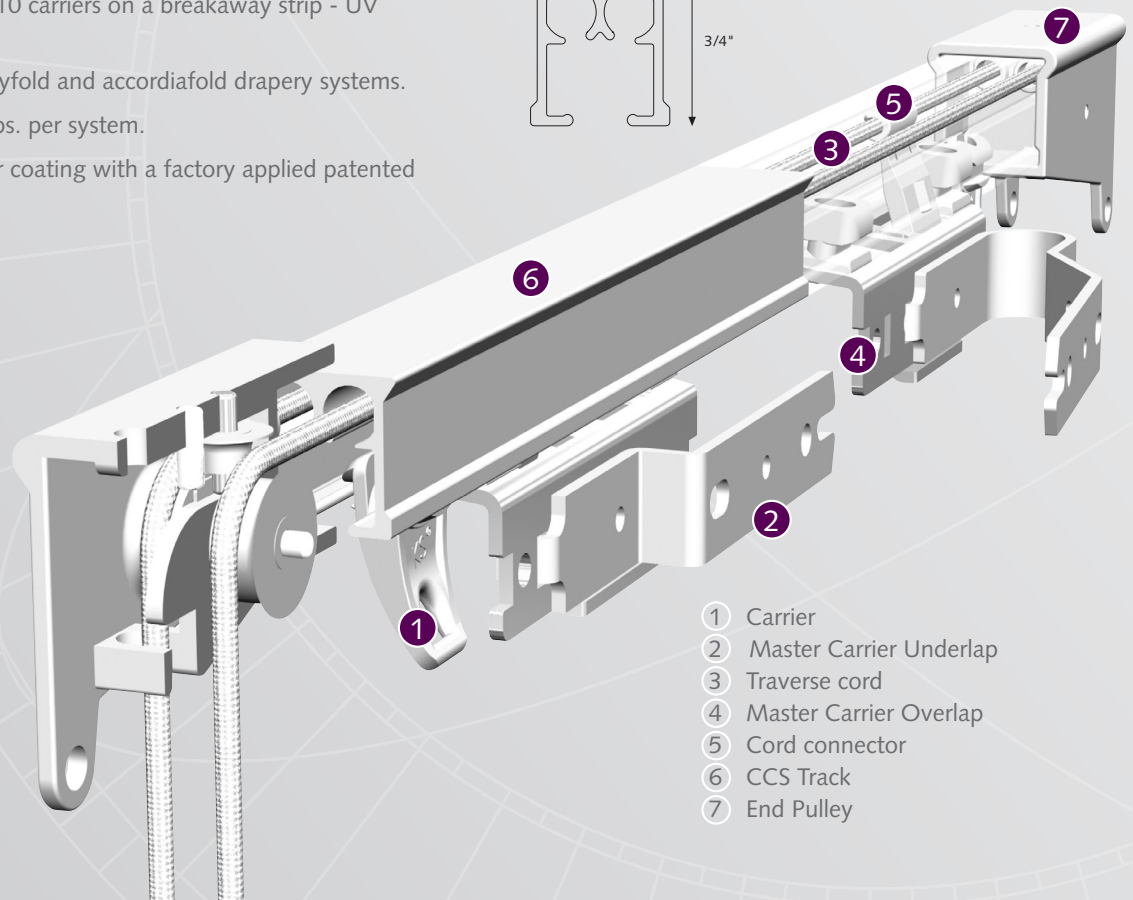 10 carriers on a breakaway strip - UV
and accordiafold drapery systems.
per system.
coating with a factory applied patented
3/4"
7
5
3
6
4
2
1
1 Carrier
2 Master Carrier Underlap
3 Traverse cord
4 Master Carrier Overlap
5 Cord connector
6 CCS Track
7 End Pulley